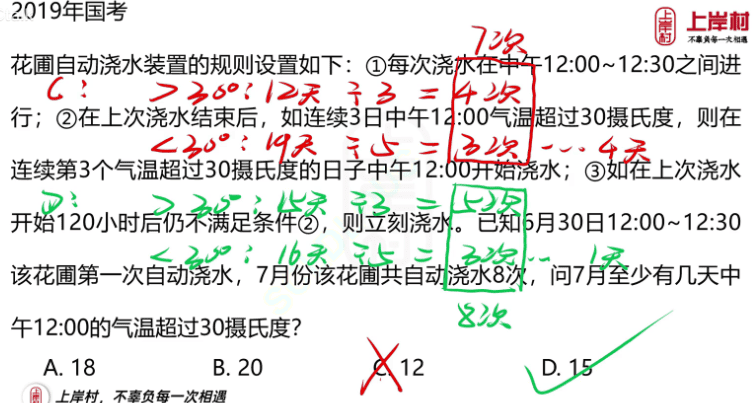 2019年国考
上岸村
上岸村
不辜负每一次相遇
7次
花圃自动浇水装置的规则设置如下：①每次浇水在中午12:00~12:30之间进
C: >30°: 12天 ÷3 = 4次
行；②在上次浇水结束后，如连续3日中午12:00气温超过30摄氏度，则在
<30°: 19天 ÷5 = 3次 … 4天
连续第3个气温超过30摄氏度的日子中午12:00开始浇水；③如在上次浇水
D: >30°: 15天 ÷3 = 5次
开始120小时后仍不满足条件②，则立刻浇水。已知6月30日12:00~12:30
<30°: 16天 ÷5 = 3次 … 1天
该花圃第一次自动浇水，7月份该花圃共自动浇水8次，问7月至少有几天中
午12:00的气温超过30摄氏度？
8次
A. 18 B. 20 C. 12 D. 15
上岸村，不辜负每一次相遇